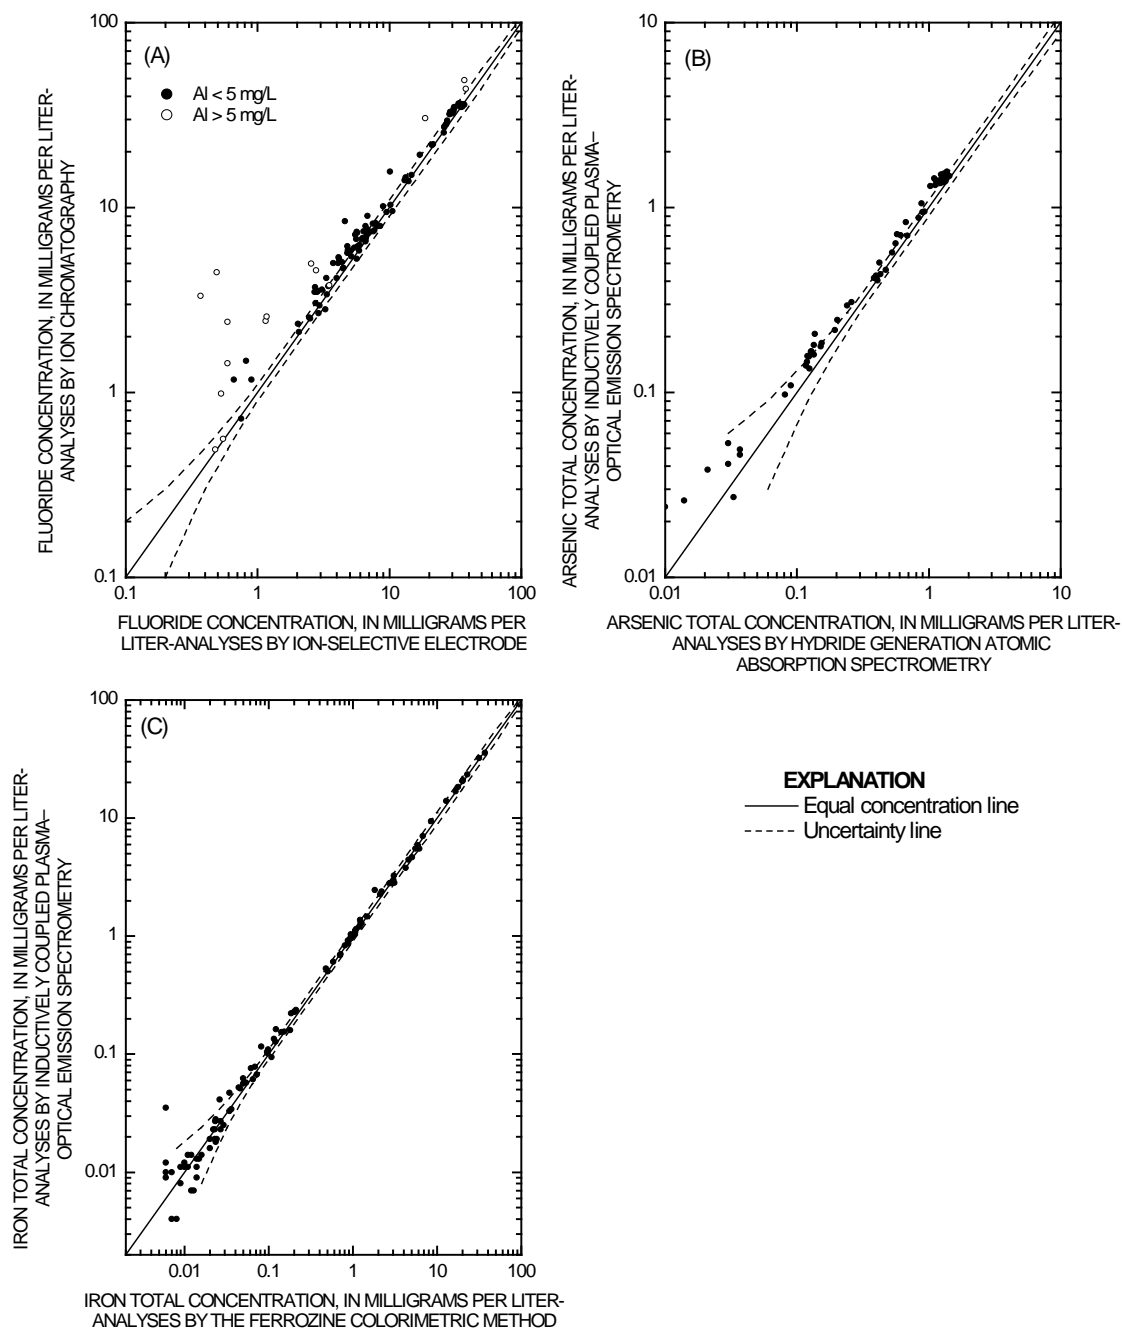 (A)
Al < 5 mg/L
Al > 5 mg/L
100
10
1
0.1
0.1
1
10
100
FLUORIDE CONCENTRATION, IN MILLIGRAMS PER LITER-
ANALYSES BY ION CHROMATOGRAPHY
FLUORIDE CONCENTRATION, IN MILLIGRAMS PER
LITER-ANALYSES BY ION-SELECTIVE ELECTRODE
(B)
10
1
0.1
0.01
0.01
0.1
1
10
ARSENIC TOTAL CONCENTRATION, IN MILLIGRAMS PER LITER-
ANALYSES BY INDUCTIVELY COUPLED PLASMA–
OPTICAL EMISSION SPECTROMETRY
ARSENIC TOTAL CONCENTRATION, IN MILLIGRAMS PER LITER-
ANALYSES BY HYDRIDE GENERATION ATOMIC
ABSORPTION SPECTROMETRY
(C)
100
10
1
0.1
0.01
0.01
0.1
1
10
100
IRON TOTAL CONCENTRATION, IN MILLIGRAMS PER LITER-
ANALYSES BY INDUCTIVELY COUPLED PLASMA–
OPTICAL EMISSION SPECTROMETRY
IRON TOTAL CONCENTRATION, IN MILLIGRAMS PER LITER-
ANALYSES BY THE FERROZINE COLORIMETRIC METHOD
EXPLANATION
Equal concentration line
Uncertainty line